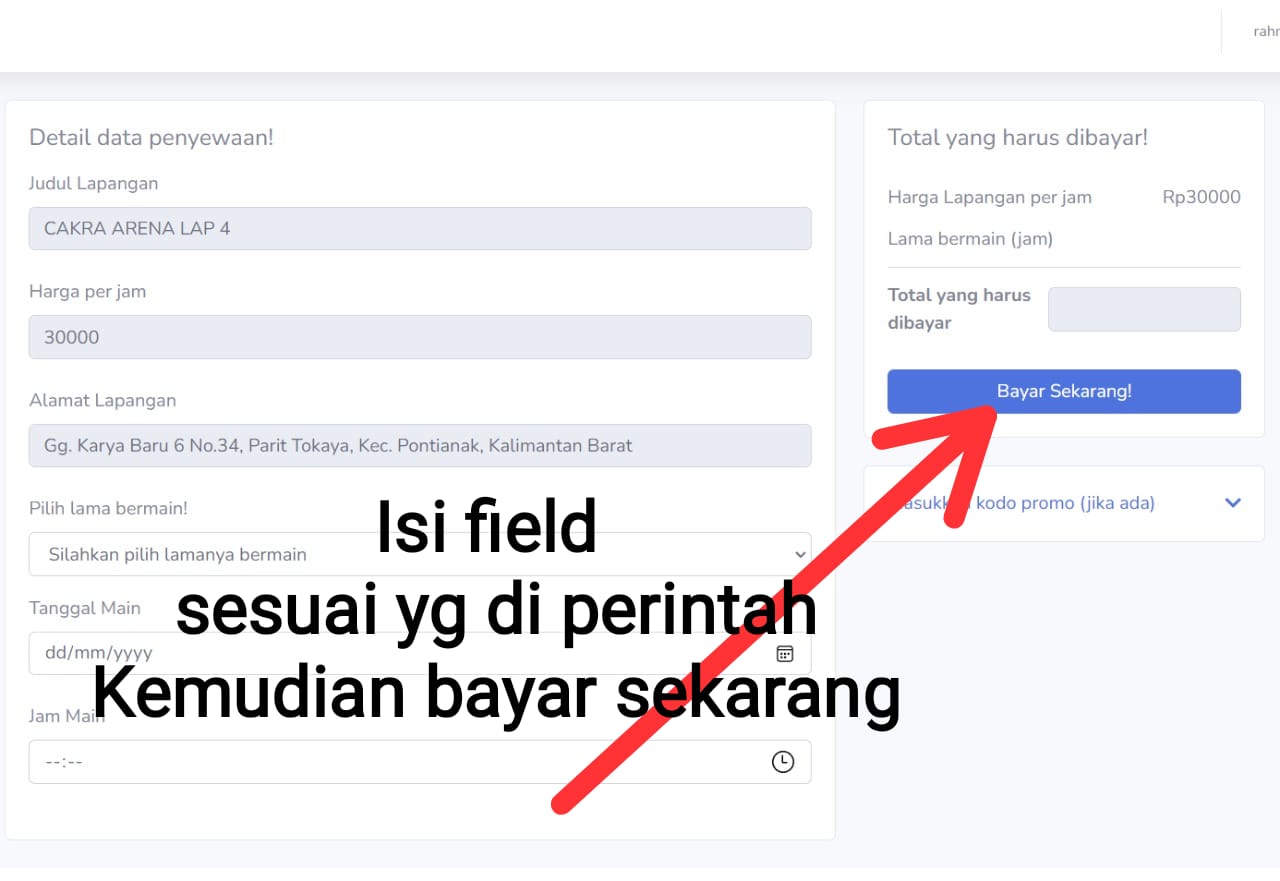 rahr
Detail data penyewaan!
Judul Lapangan
CAKRA ARENA LAP 4
Harga per jam
30000
Alamat Lapangan
Gg. Karya Baru 6 No.34, Parit Tokaya, Kec. Pontianak, Kalimantan Barat
Pilih lama bermain!
Silahkan pilih lamanya bermain
Tanggal Main
dd/mm/yyyy
Jam Main
--:--
Isi field
sesuai yg di perintah
Kemudian bayar sekarang
Total yang harus dibayar!
Harga Lapangan per jam Rp30000
Lama bermain (jam)
Total yang harus
dibayar
Bayar Sekarang!
kodo promo (jika ada)